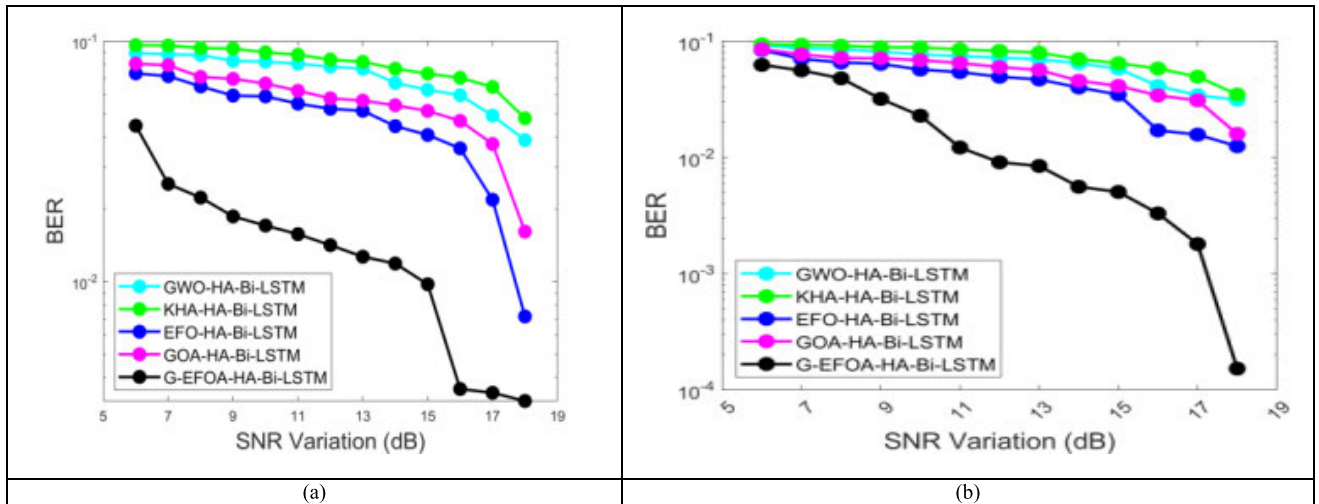 10^-1
10^-2
BER
GWO-HA-Bi-LSTM
KHA-HA-Bi-LSTM
EFO-HA-Bi-LSTM
GOA-HA-Bi-LSTM
G-EFOA-HA-Bi-LSTM
5 7 9 11 13 15 17 19
SNR Variation (dB)
(a)
10^-1
10^-2
10^-3
10^-4
BER
GWO-HA-Bi-LSTM
KHA-HA-Bi-LSTM
EFO-HA-Bi-LSTM
GOA-HA-Bi-LSTM
G-EFOA-HA-Bi-LSTM
5 7 9 11 13 15 17 19
SNR Variation (dB)
(b)